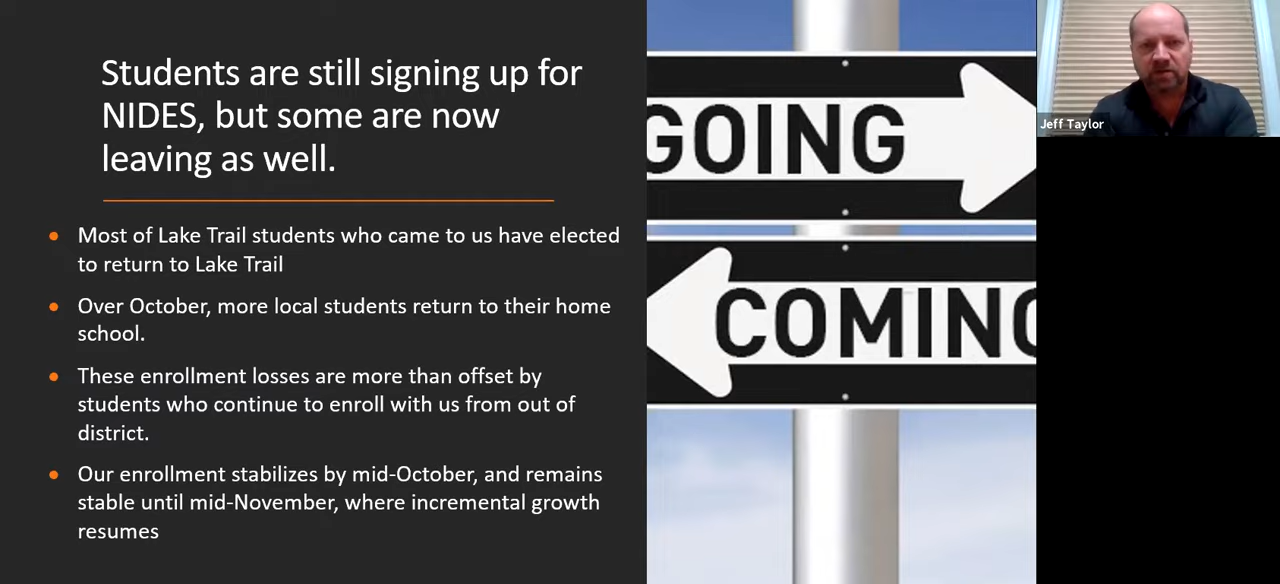 Students are still signing up for
NIDES, but some are now
leaving as well.
• Most of Lake Trail students who came to us have elected
to return to Lake Trail
• Over October, more local students return to their home
school.
• These enrollment losses are more than offset by
students who continue to enroll with us from out of
district.
• Our enrollment stabilizes by mid-October, and remains
stable until mid-November, where incremental growth
resumes
GOING
COMING
Jeff Taylor